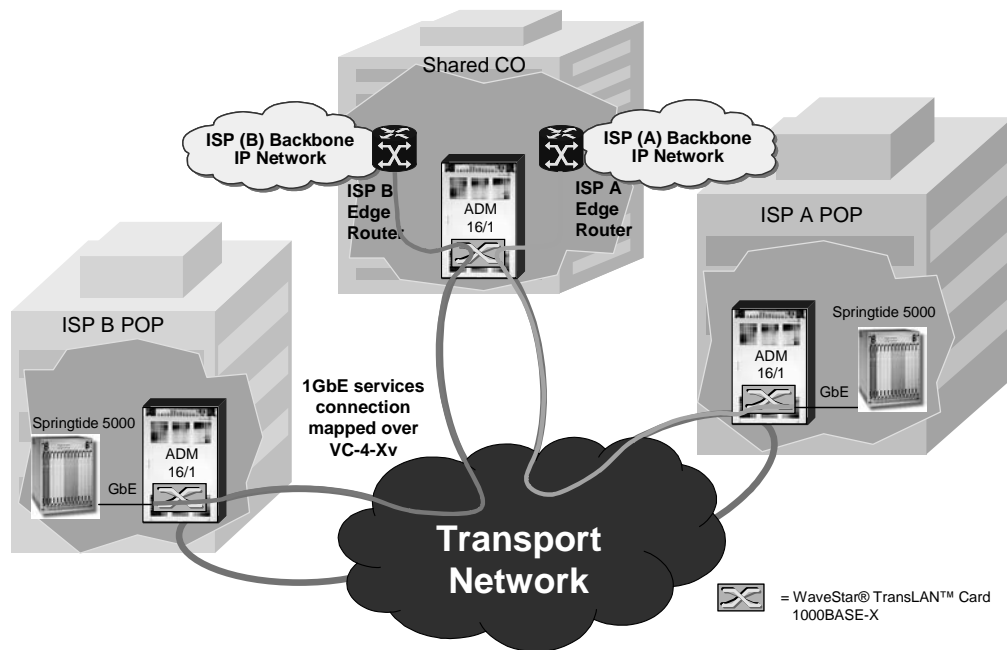 Shared CO
ISP (B) Backbone
IP Network
ISP (A) Backbone
IP Network
ISP B
Edge
Router
ADM
16/1
ISP A
Edge
Router
ISP A POP
Springtide 5000
ADM
16/1
GbE
ISP B POP
Springtide 5000
ADM
16/1
GbE
1GbE services
connection
mapped over
VC-4-Xv
Transport
Network
= WaveStar® TransLAN™ Card
1000BASE-X